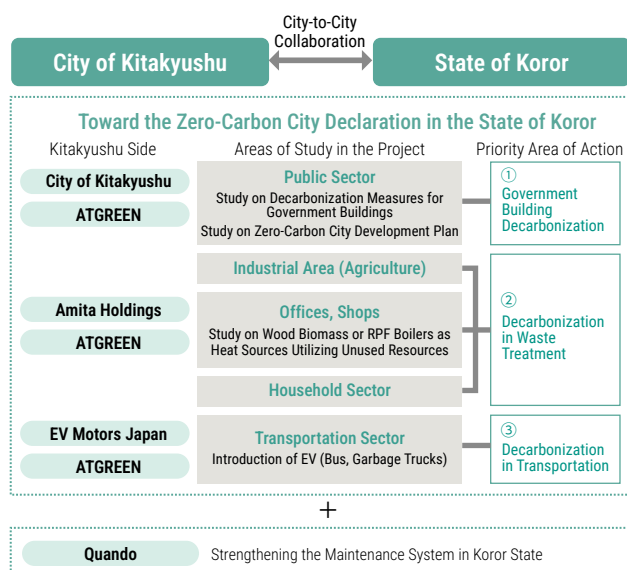 City-to-City
Collaboration
City of Kitakyushu
State of Koror
Toward the Zero-Carbon City Declaration in the State of Koror
Kitakyushu Side
Areas of Study in the Project
Priority Area of Action
City of Kitakyushu
ATGREEN
Public Sector
Study on Decarbonization Measures for
Government Buildings
Study on Zero-Carbon City Development Plan
①
Government
Building
Decarbonization
Amita Holdings
ATGREEN
Industrial Area (Agriculture)
Offices, Shops
Study on Wood Biomass or RPF Boilers as
Heat Sources Utilizing Unused Resources
Household Sector
②
Decarbonization
in Waste
Treatment
EV Motors Japan
ATGREEN
Transportation Sector
Introduction of EV (Bus, Garbage Trucks)
③
Decarbonization
in Transportation
+
Quando
Strengthening the Maintenance System in Koror State